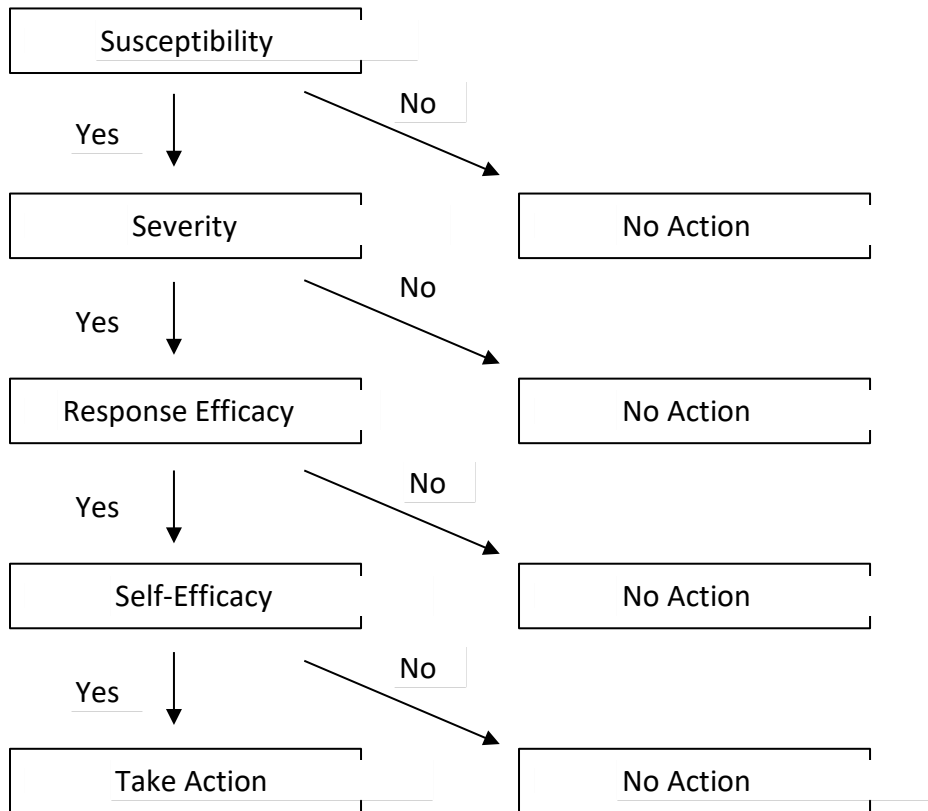 Susceptibility
No
Yes
Severity
No Action
No
Yes
Response Efficacy
No Action
No
Yes
Self-Efficacy
No Action
No
Yes
Take Action
No Action